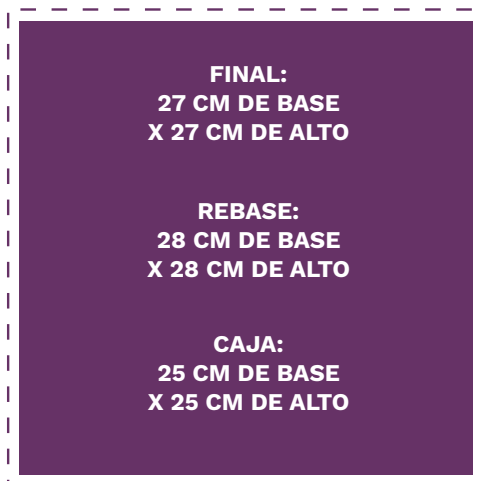 FINAL:
27 CM DE BASE
X 27 CM DE ALTO
REBASE:
28 CM DE BASE
X 28 CM DE ALTO
CAJA:
25 CM DE BASE
X 25 CM DE ALTO